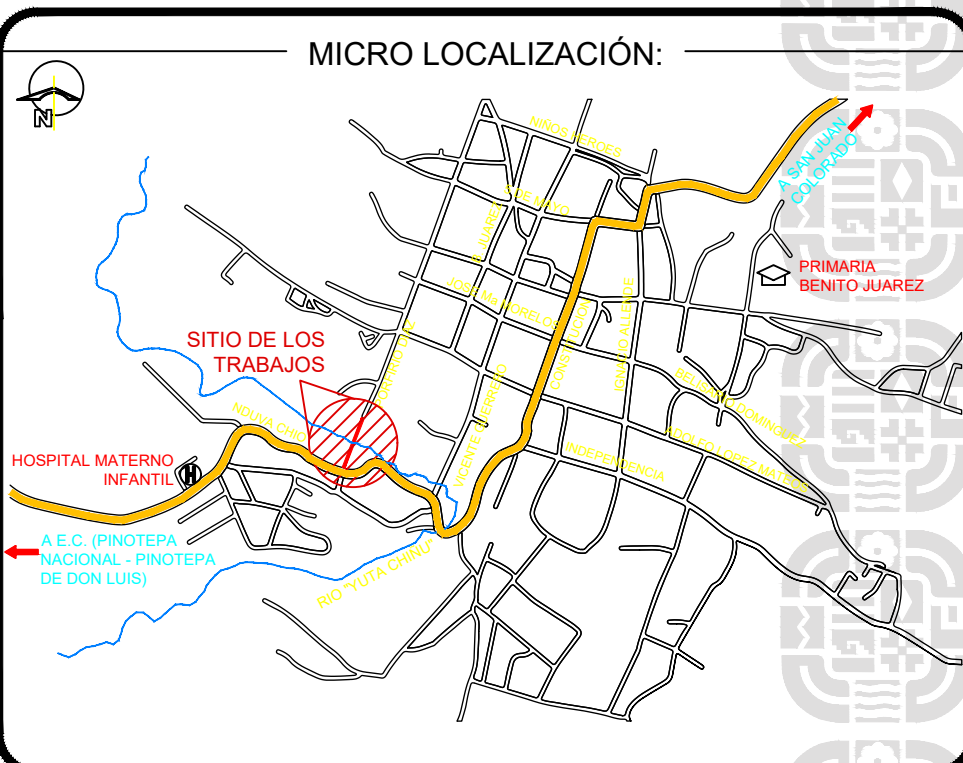 MICRO LOCALIZACIÓN:
N
NIÑOS HEROES
A SAN JUAN
COLORADO
5 DE MAYO
B. JUAREZ
PRIMARIA
BENITO JUAREZ
JOSE Ma MORELOS
CONSTITUCION
IGNACIO ALLENDE
SITIO DE LOS
TRABAJOS
PORFIRIO DIAZ
VICENTE GUERRERO
BELISARIO DOMINGUEZ
NDUVA CHIO
ADOLFO LOPEZ MATEOS
INDEPENDENCIA
HOSPITAL MATERNO
INFANTIL
H
A E.C. (PINOTEPA
NACIONAL - PINOTEPA
DE DON LUIS)
RIO "YUTA CHIÑU"